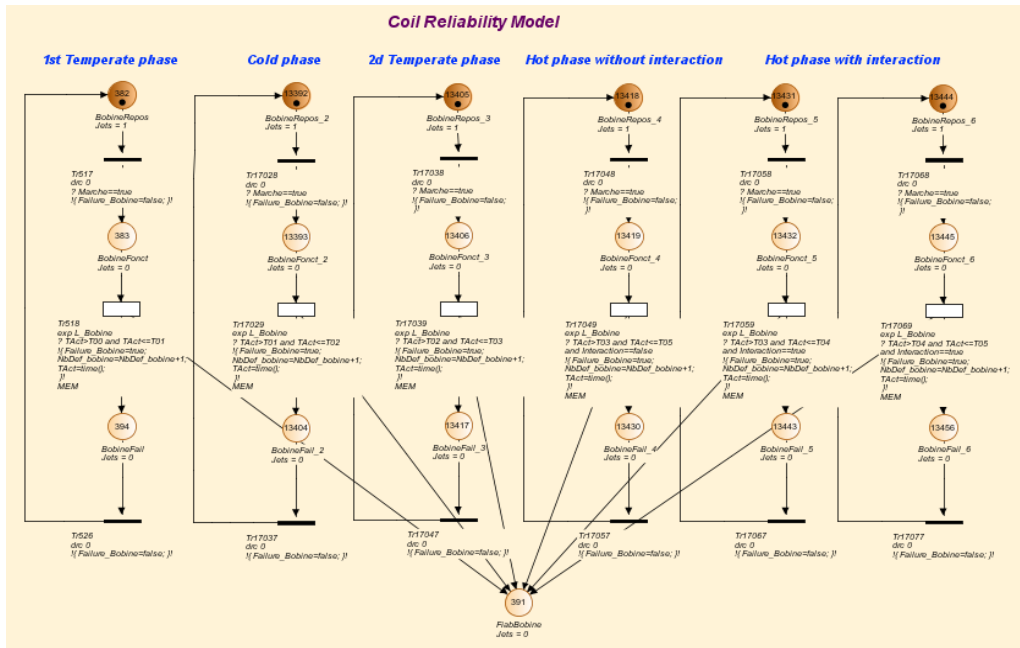 Coil Reliability Model
1st Temperate phase
Cold phase
2d Temperate phase
Hot phase without interaction
Hot phase with interaction
382
BobineRepos
Jets = 1
Tr517
drc 0
? Marche==true
!{ Failure_Bobine=false; }!
383
BobineFonct
Jets = 0
Tr518
exp L_Bobine
? TAct>T00 and TAct<=T01
!{ Failure_Bobine=true;
NbDef_bobine=NbDef_bobine+1;
TAct=time();
}!
MEM
394
BobineFail
Jets = 0
Tr526
drc 0
!{ Failure_Bobine=false; }!
13392
BobineRepos_2
Jets = 1
Tr17028
drc 0
? Marche==true
!{ Failure_Bobine=false; }!
13393
BobineFonct_2
Jets = 0
Tr17029
exp L_Bobine
? TAct>T01 and TAct<=T02
!{ Failure_Bobine=true;
NbDef_bobine=NbDef_bobine+1;
TAct=time();
}!
MEM
13404
BobineFail_2
Jets = 0
Tr17037
drc 0
!{ Failure_Bobine=false; }!
13405
BobineRepos_3
Jets = 1
Tr17038
drc 0
? Marche==true
!{ Failure_Bobine=false;
}!
13406
BobineFonct_3
Jets = 0
Tr17039
exp L_Bobine
? TAct>T02 and TAct<=T03
!{ Failure_Bobine=true;
NbDef_bobine=NbDef_bobine+1;
TAct=time();
}!
MEM
13417
BobineFail_3
Jets = 0
Tr17047
drc 0
!{ Failure_Bobine=false; }!
13418
BobineRepos_4
Jets = 1
Tr17048
drc 0
? Marche==true
!{ Failure_Bobine=false;
}!
13419
BobineFonct_4
Jets = 0
Tr17049
exp L_Bobine
? TAct>T03 and TAct<=T05
and Interaction==false
!{ Failure_Bobine=true;
NbDef_bobine=NbDef_bobine+1;
TAct=time();
}!
MEM
13430
BobineFail_4
Jets = 0
Tr17057
drc 0
!{ Failure_Bobine=false; }!
13431
BobineRepos_5
Jets = 1
Tr17058
drc 0
? Marche==true
!{ Failure_Bobine=false;
}!
13432
BobineFonct_5
Jets = 0
Tr17059
exp L_Bobine
? TAct>T03 and TAct<=T04
and Interaction==true
!{ Failure_Bobine=true;
NbDef_bobine=NbDef_bobine+1;
TAct=time();
}!
MEM
13443
BobineFail_5
Jets = 0
Tr17067
drc 0
!{ Failure_Bobine=false; }!
13444
BobineRepos_6
Jets = 1
Tr17068
drc 0
? Marche==true
!{ Failure_Bobine=false;
}!
13445
BobineFonct_6
Jets = 0
Tr17069
exp L_Bobine
? TAct>T04 and TAct<=T05
and Interaction==true
!{ Failure_Bobine=true;
NbDef_bobine=NbDef_bobine+1;
TAct=time();
}!
MEM
13456
BobineFail_6
Jets = 0
Tr17077
drc 0
!{ Failure_Bobine=false; }!
391
FiabBobine
Jets = 0